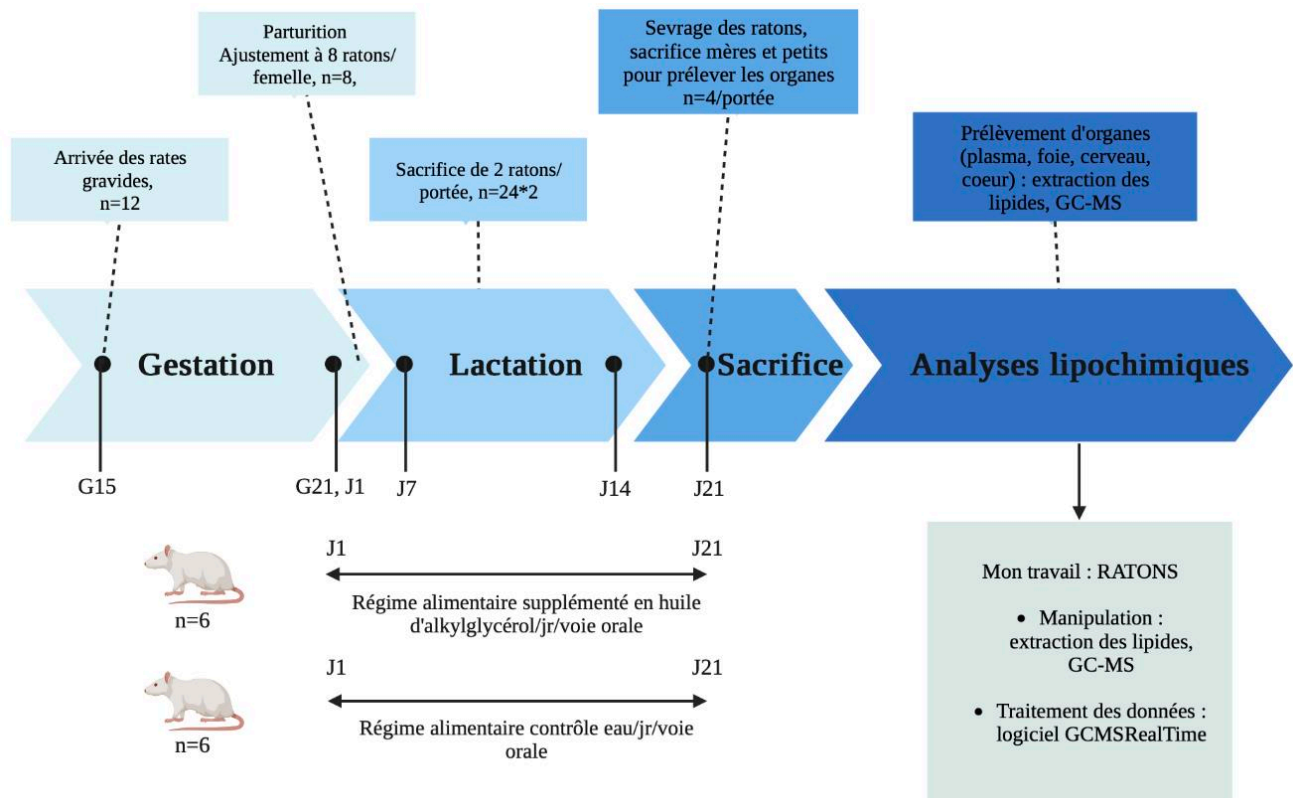 Parturition
Ajustement à 8 ratons/
femelle, n=8,
Sevrage des ratons,
sacrifice mères et petits
pour prélever les organes
n=4/portée
Arrivée des rates
gravides,
n=12
Sacrifice de 2 ratons/
portée, n=24*2
Prélèvement d'organes
(plasma, foie, cerveau,
coeur) : extraction des
lipides, GC-MS
Gestation
Lactation
Sacrifice
Analyses lipochimiques
G15
G21, J1
J7
J14
J21
J1
J21
n=6
Régime alimentaire supplémenté en huile
d'alkylglycérol/jr/voie orale
J1
J21
n=6
Régime alimentaire contrôle eau/jr/voie
orale
Mon travail : RATONS
• Manipulation :
extraction des lipides,
GC-MS
• Traitement des données :
logiciel GCMSRealTime